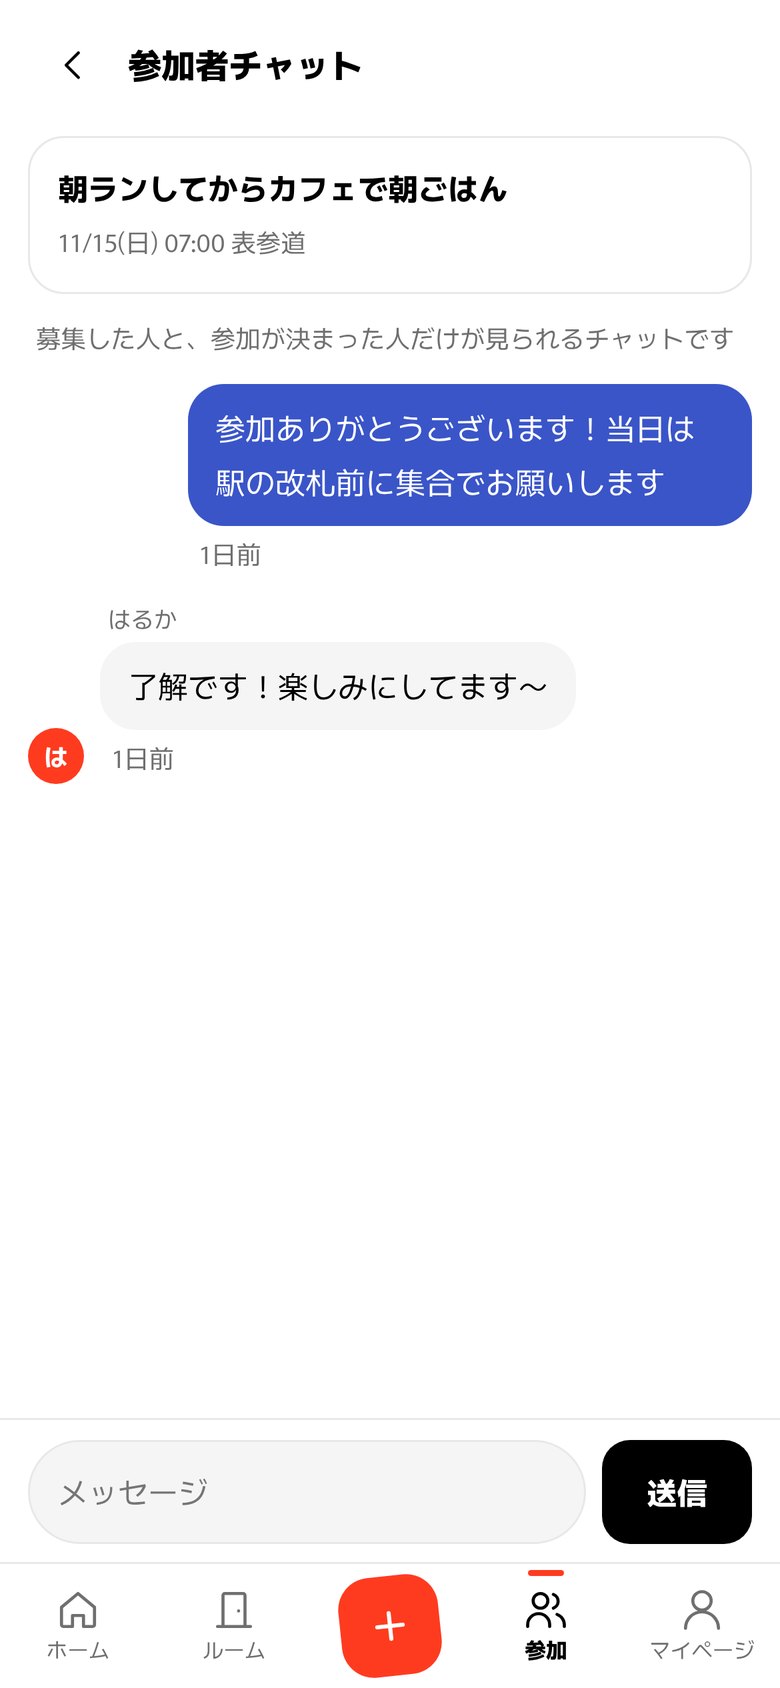 参加者チャット
朝ランしてからカフェで朝ごはん
11/15(日) 07:00 表参道
募集した人と、参加が決まった人だけが見られるチャットです
参加ありがとうございます！当日は
駅の改札前に集合でお願いします
1日前
はるか
了解です！楽しみにしてます〜
は
1日前
メッセージ
送信
ホーム
ルーム
+
参加
マイページ